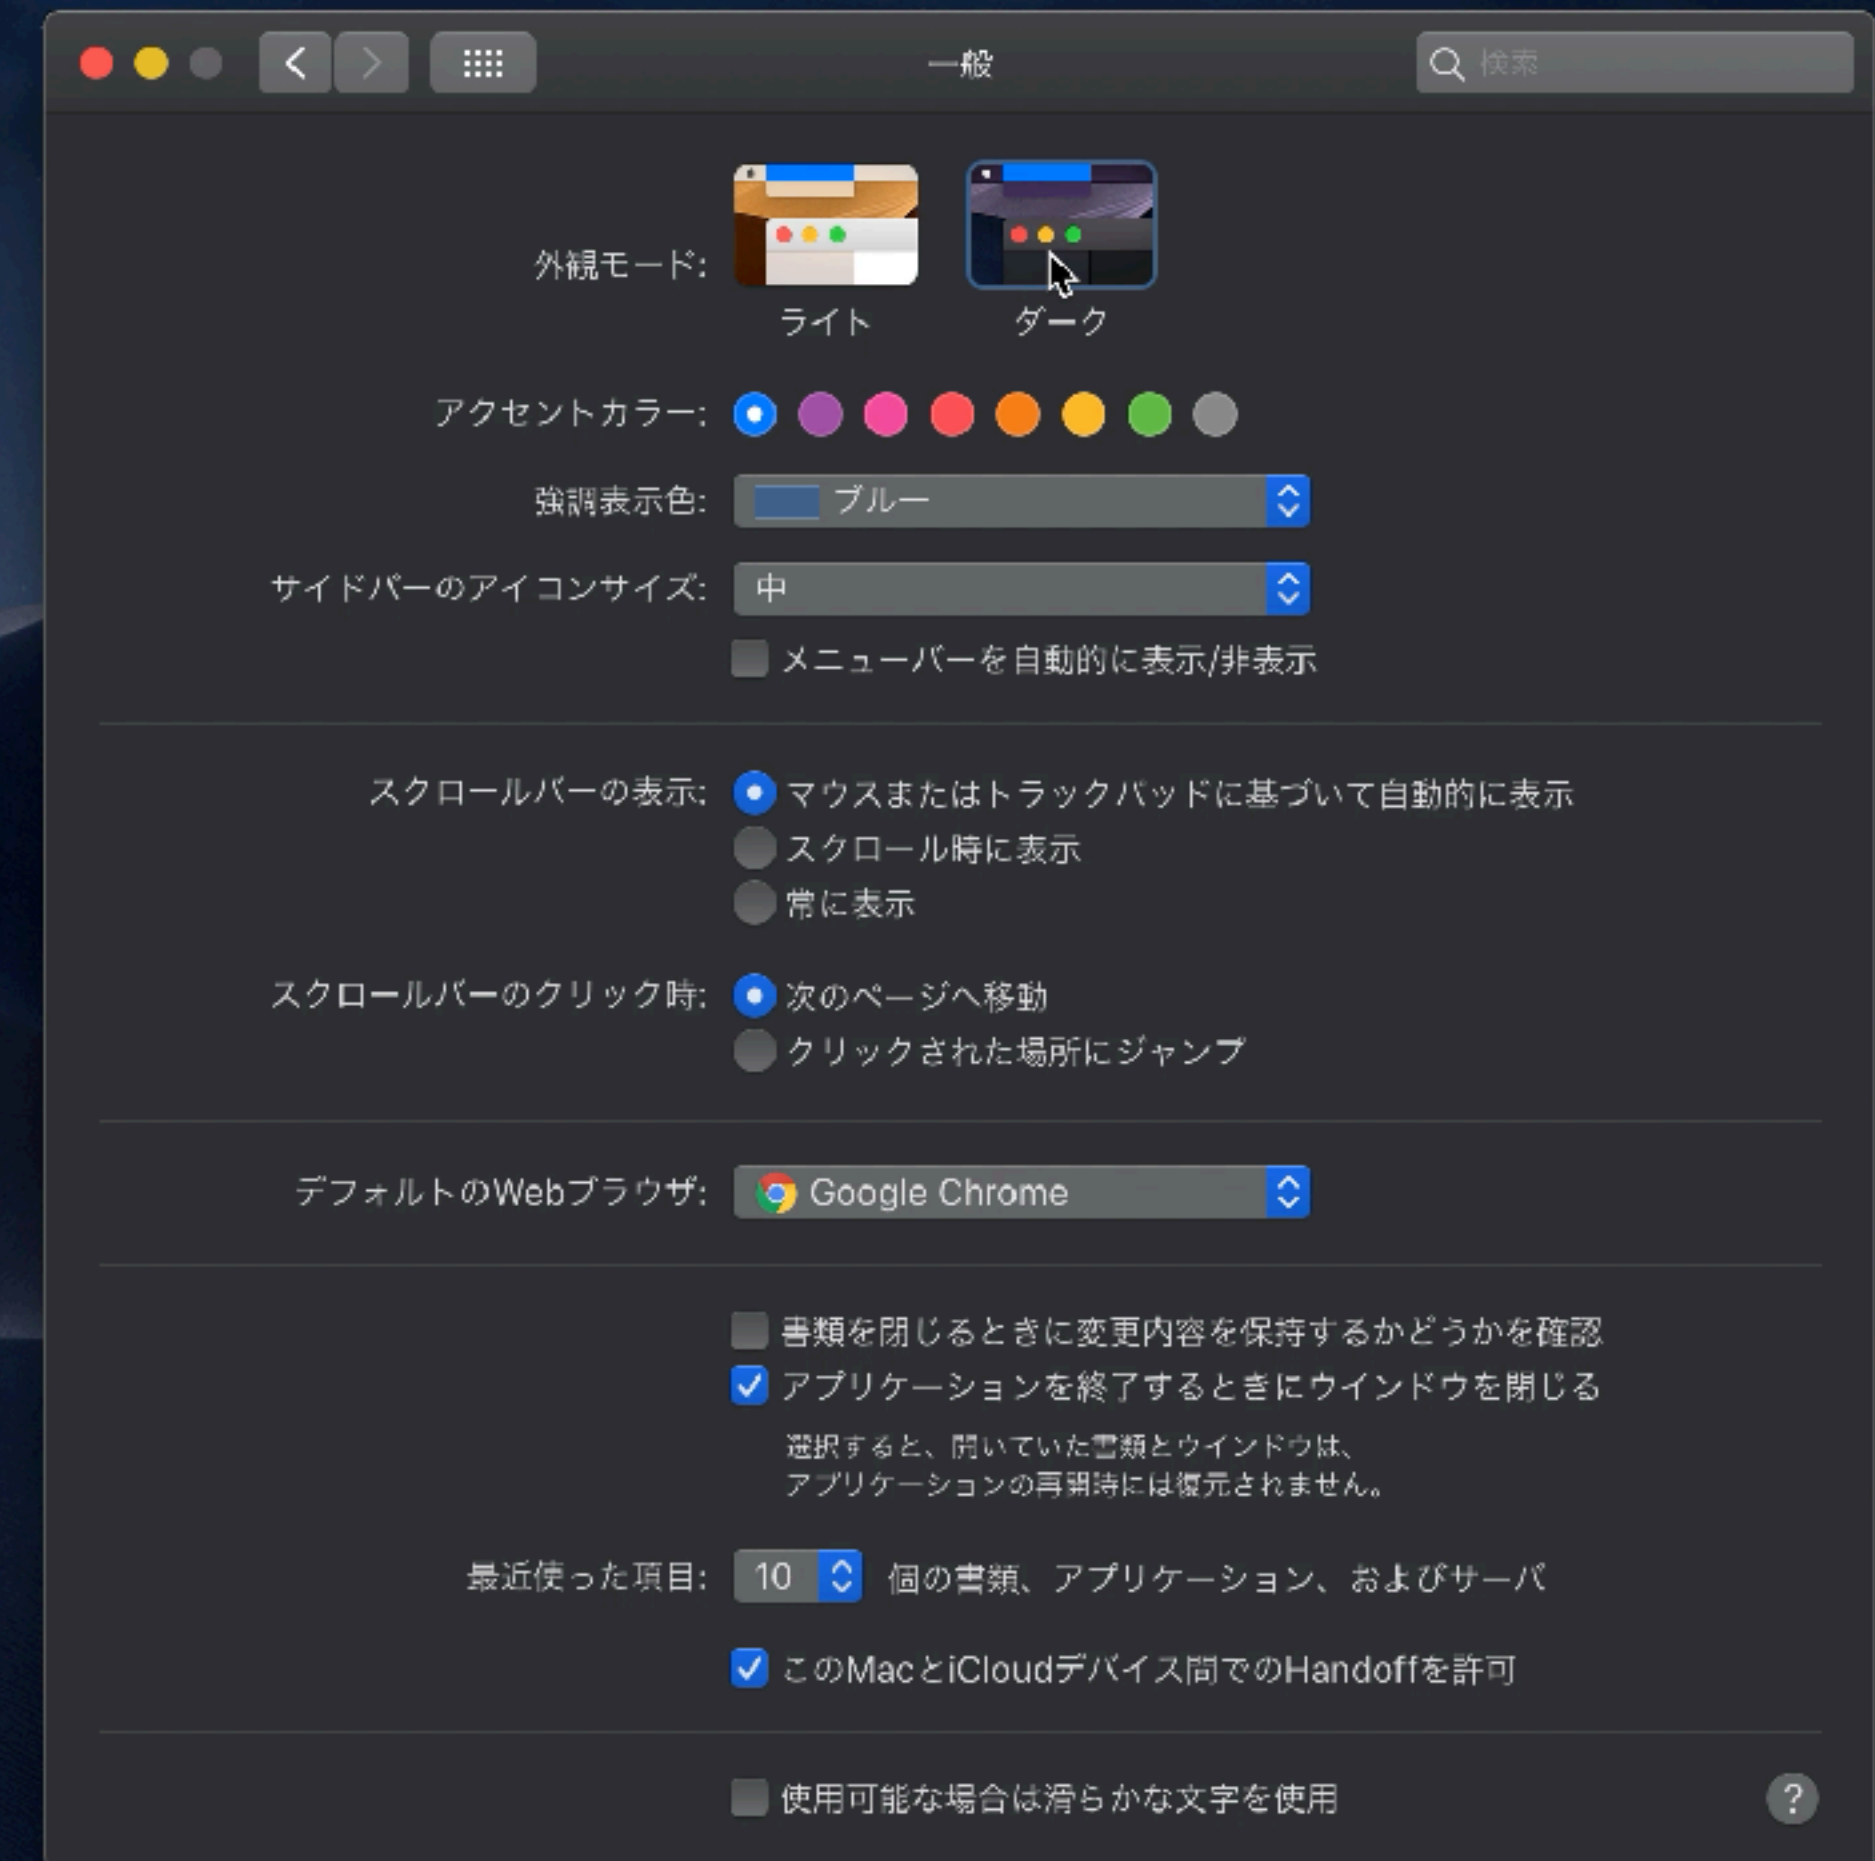 一般
検索
外観モード:
ライト
ダーク
アクセントカラー:
強調表示色:
ブルー
サイドバーのアイコンサイズ:
中
メニューバーを自動的に表示/非表示
スクロールバーの表示:
マウスまたはトラックパッドに基づいて自動的に表示
スクロール時に表示
常に表示
スクロールバーのクリック時:
次のページへ移動
クリックされた場所にジャンプ
デフォルトのWebブラウザ:
Google Chrome
書類を閉じるときに変更内容を保持するかどうかを確認
アプリケーションを終了するときにウインドウを閉じる
選択すると、開いていた書類とウインドウは、
アプリケーションの再開時には復元されません。
最近使った項目:
10
個の書類、アプリケーション、およびサーバ
このMacとiCloudデバイス間でのHandoffを許可
使用可能な場合は滑らかな文字を使用
?